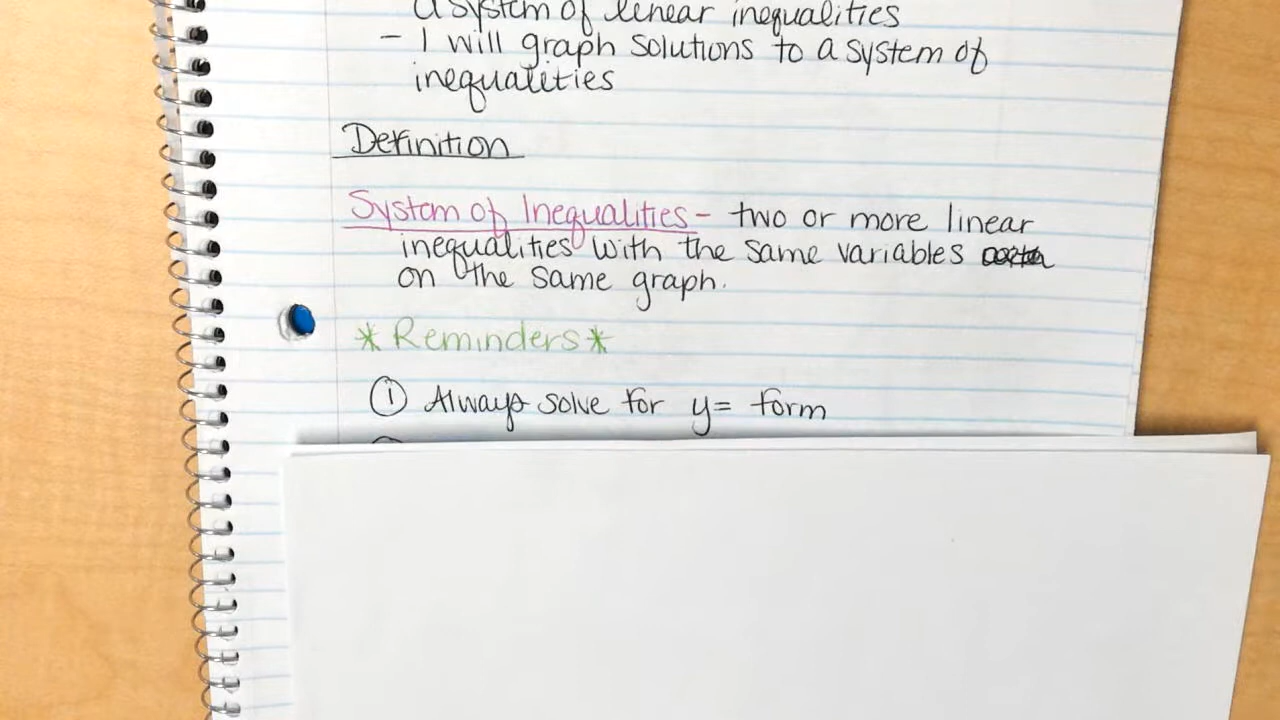 a system of linear inequalities
- I will graph solutions to a system of
inequalities
Definition
System of Inequalities - two or more linear
inequalities with the same variables
on the same graph.
* Reminders *
① Always solve for y= form